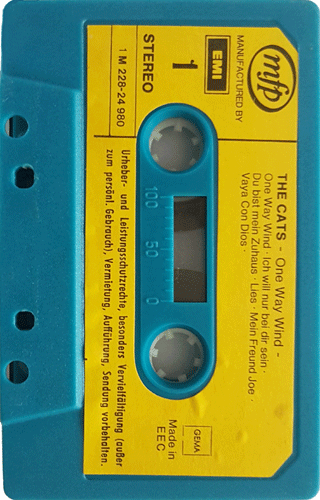 mfp
MANUFACTURED BY
EMI
1
STEREO
1 M 228-24 980
THE CATS - One Way Wind -
One Way Wind · Ich will nur bei dir sein ·
Du bist mein Zuhaus · Lies · Mein Freund Joe ·
Vaya Con Dios ·
100 50 0
GEMA
Made in
EEC
Urheber- und Leistungsschutzrechte, besonders Vervielfältigung (außer
zum persönl. Gebrauch), Vermietung, Aufführung, Sendung vorbehalten.